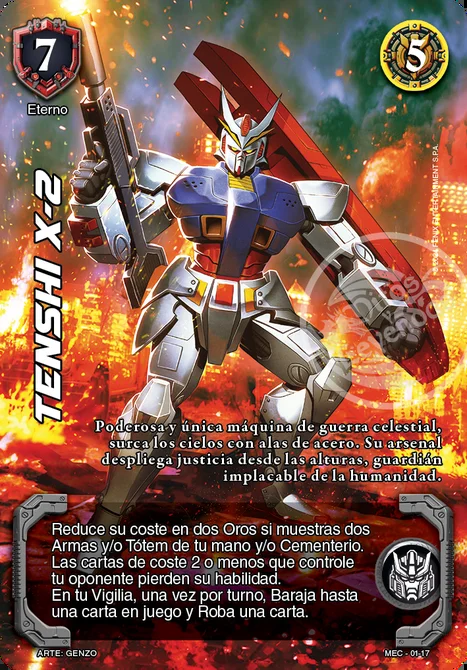 7
5
Eterno
TENSHI X-2
Poderosa y única máquina de guerra celestial,
surca los cielos con alas de acero. Su arsenal
despliega justicia desde las alturas, guardián
implacable de la humanidad.
Reduce su coste en dos Oros si muestras dos
Armas y/o Tótem de tu mano y/o Cementerio.
Las cartas de coste 2 o menos que controle
tu oponente pierden su habilidad.
En tu Vigilia, una vez por turno, Baraja hasta
una carta en juego y Roba una carta.
ARTE: GENZO
MEC - 01-17